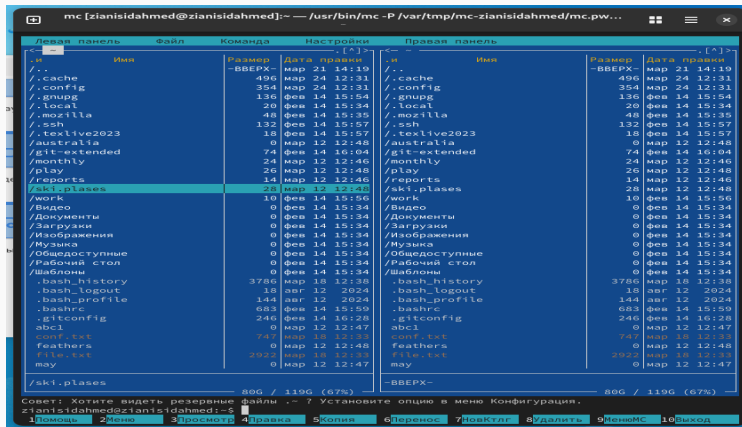 mc [zianisidahmed@zianisidahmed]:~ — /usr/bin/mc -P /var/tmp/mc-zianisidahmed/mc.pw...
Левая панель Файл Команда Настройки Правая панель
<— ~ .[^]> <— ~ .[^]>
.и Имя Размер Дата правки .и Имя Размер Дата правки
/.. -ВВЕРХ- мар 21 14:19 /.. -ВВЕРХ- мар 21 14:19
/.cache 496 мар 24 12:31 /.cache 496 мар 24 12:31
/.config 354 мар 24 12:31 /.config 354 мар 24 12:31
/.gnupg 136 фев 14 15:54 /.gnupg 136 фев 14 15:54
/.local 20 фев 14 15:34 /.local 20 фев 14 15:34
/.mozilla 48 фев 14 15:35 /.mozilla 48 фев 14 15:35
/.ssh 132 фев 14 15:57 /.ssh 132 фев 14 15:57
/.texlive2023 18 фев 14 15:57 /.texlive2023 18 фев 14 15:57
/australia 0 мар 12 12:48 /australia 0 мар 12 12:48
/git-extended 74 фев 14 16:04 /git-extended 74 фев 14 16:04
/monthly 24 мар 12 12:46 /monthly 24 мар 12 12:46
/play 26 мар 12 12:48 /play 26 мар 12 12:48
/reports 14 мар 12 12:46 /reports 14 мар 12 12:46
/ski.plases 28 мар 12 12:48 /ski.plases 28 мар 12 12:48
/work 10 фев 14 15:56 /work 10 фев 14 15:56
/Видео 0 фев 14 15:34 /Видео 0 фев 14 15:34
/Документы 0 фев 14 15:34 /Документы 0 фев 14 15:34
/Загрузки 0 фев 14 15:34 /Загрузки 0 фев 14 15:34
/Изображения 0 фев 14 15:34 /Изображения 0 фев 14 15:34
/Музыка 0 фев 14 15:34 /Музыка 0 фев 14 15:34
/Общедоступные 0 фев 14 15:34 /Общедоступные 0 фев 14 15:34
/Рабочий стол 0 фев 14 15:34 /Рабочий стол 0 фев 14 15:34
/Шаблоны 0 фев 14 15:34 /Шаблоны 0 фев 14 15:34
.bash_history 3786 мар 18 12:38 .bash_history 3786 мар 18 12:38
.bash_logout 18 авг 12 2024 .bash_logout 18 авг 12 2024
.bash_profile 144 авг 12 2024 .bash_profile 144 авг 12 2024
.bashrc 683 фев 14 15:59 .bashrc 683 фев 14 15:59
.gitconfig 246 фев 14 16:28 .gitconfig 246 фев 14 16:28
abc1 0 мар 12 12:47 abc1 0 мар 12 12:47
conf.txt 747 мар 18 12:33 conf.txt 747 мар 18 12:33
feathers 0 мар 12 12:48 feathers 0 мар 12 12:48
file.txt 2922 мар 18 12:33 file.txt 2922 мар 18 12:33
may 0 мар 12 12:47 may 0 мар 12 12:47
/ski.plases -ВВЕРХ-
80G / 119G (67%) 80G / 119G (67%)
Совет: Хотите видеть резервные файлы .~ ? Установите опцию в меню Конфигурация.
zianisidahmed@zianisidahmed:~$
1Помощь 2Меню 3Просмотр 4Правка 5Копия 6Перенос 7НовКтлг 8Удалить 9МенюMC 10Выход